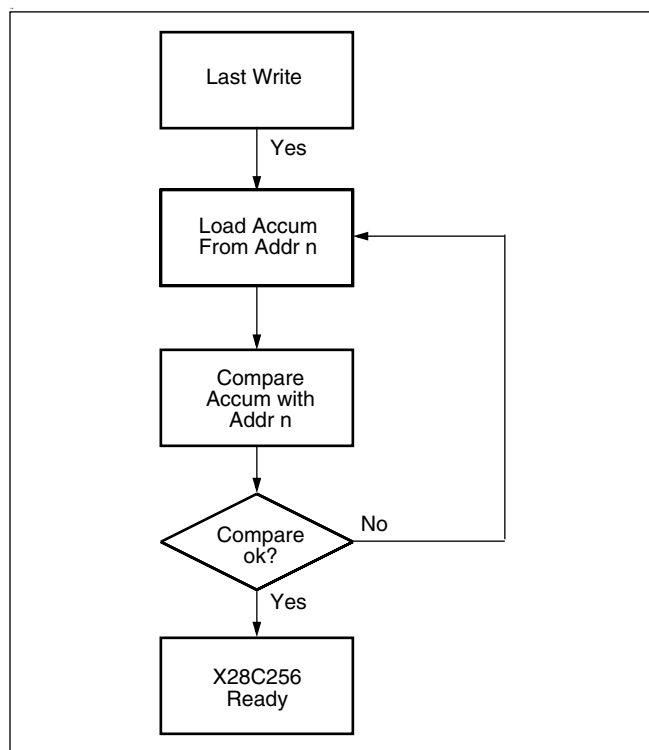 Last Write
Yes
Load Accum
From Addr n
Compare
Accum with
Addr n
Compare
ok?
No
Yes
X28C256
Ready